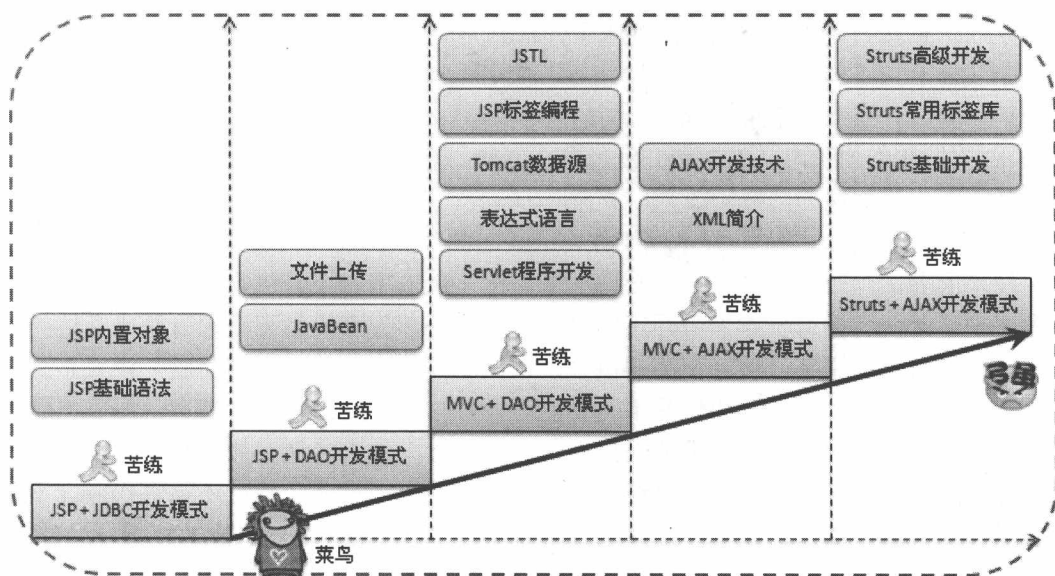 JSP内置对象
JSP基础语法
苦练
JSP + JDBC开发模式
文件上传
JavaBean
苦练
JSP + DAO开发模式
菜鸟
JSTL
JSP标签编程
Tomcat数据源
表达式语言
Servlet程序开发
苦练
MVC + DAO开发模式
AJAX开发技术
XML简介
苦练
MVC + AJAX开发模式
Struts高级开发
Struts常用标签库
Struts基础开发
苦练
Struts + AJAX开发模式